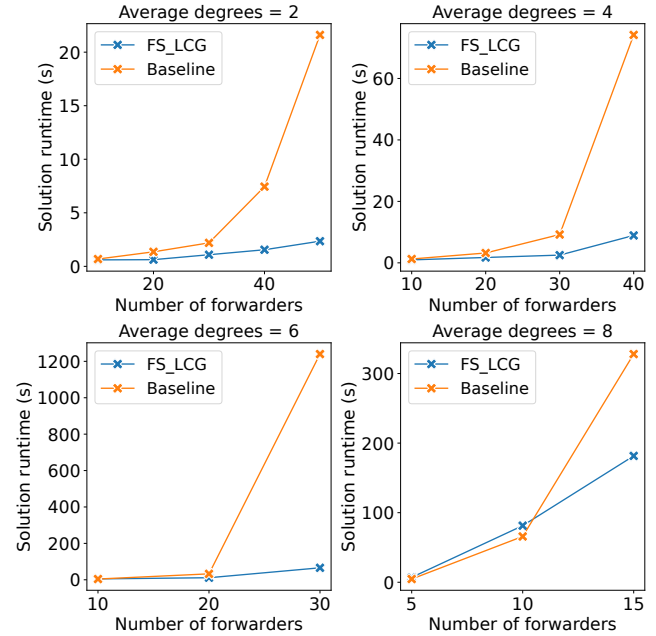 Average degrees = 2
FS_LCG
Baseline
Solution runtime (s)
20
15
10
5
0
20
40
Number of forwarders
Average degrees = 4
FS_LCG
Baseline
Solution runtime (s)
60
40
20
0
10
20
30
40
Number of forwarders
Average degrees = 6
FS_LCG
Baseline
Solution runtime (s)
1200
1000
800
600
400
200
0
10
20
30
Number of forwarders
Average degrees = 8
FS_LCG
Baseline
Solution runtime (s)
300
200
100
0
5
10
15
Number of forwarders